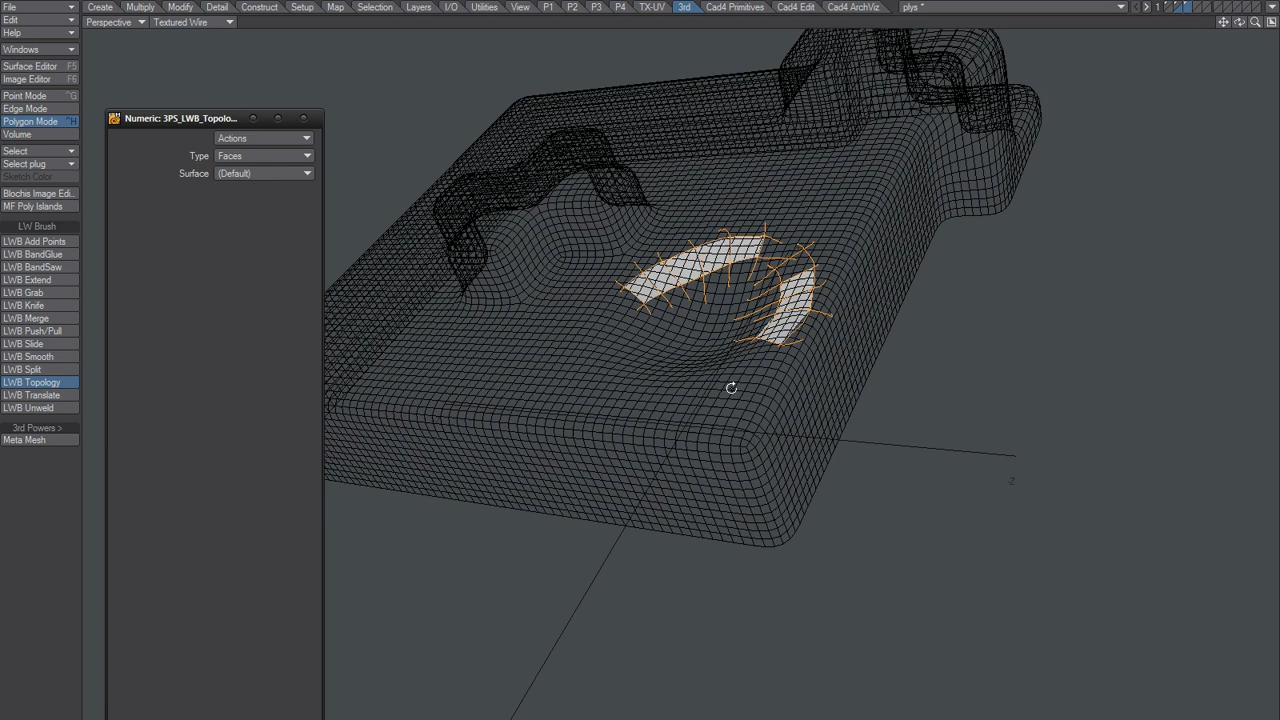 File Create Multiply Modify Detail Construct Setup Map Selection Layers I/O Utilities View P1 P2 P3 P4 TX-UV 3rd Cad4 Primitives Cad4 Edit Cad4 ArchViz plys * 1
Edit Perspective Textured Wire
Help
Windows
Surface Editor F5
Image Editor F6
Point Mode ^G
Edge Mode
Polygon Mode ^H
Volume
Select
Select plug
Sketch Color
Blochis Image Edi..
MF Poly Islands
LW Brush
LWB Add Points
LWB BandGlue
LWB BandSaw
LWB Extend
LWB Grab
LWB Knife
LWB Merge
LWB Push/Pull
LWB Slide
LWB Smooth
LWB Split
LWB Topology
LWB Translate
LWB Unweld
3rd Powers >
Meta Mesh
Numeric: 3PS_LWB_Topolo...
Actions
Type Faces
Surface (Default)
-Z